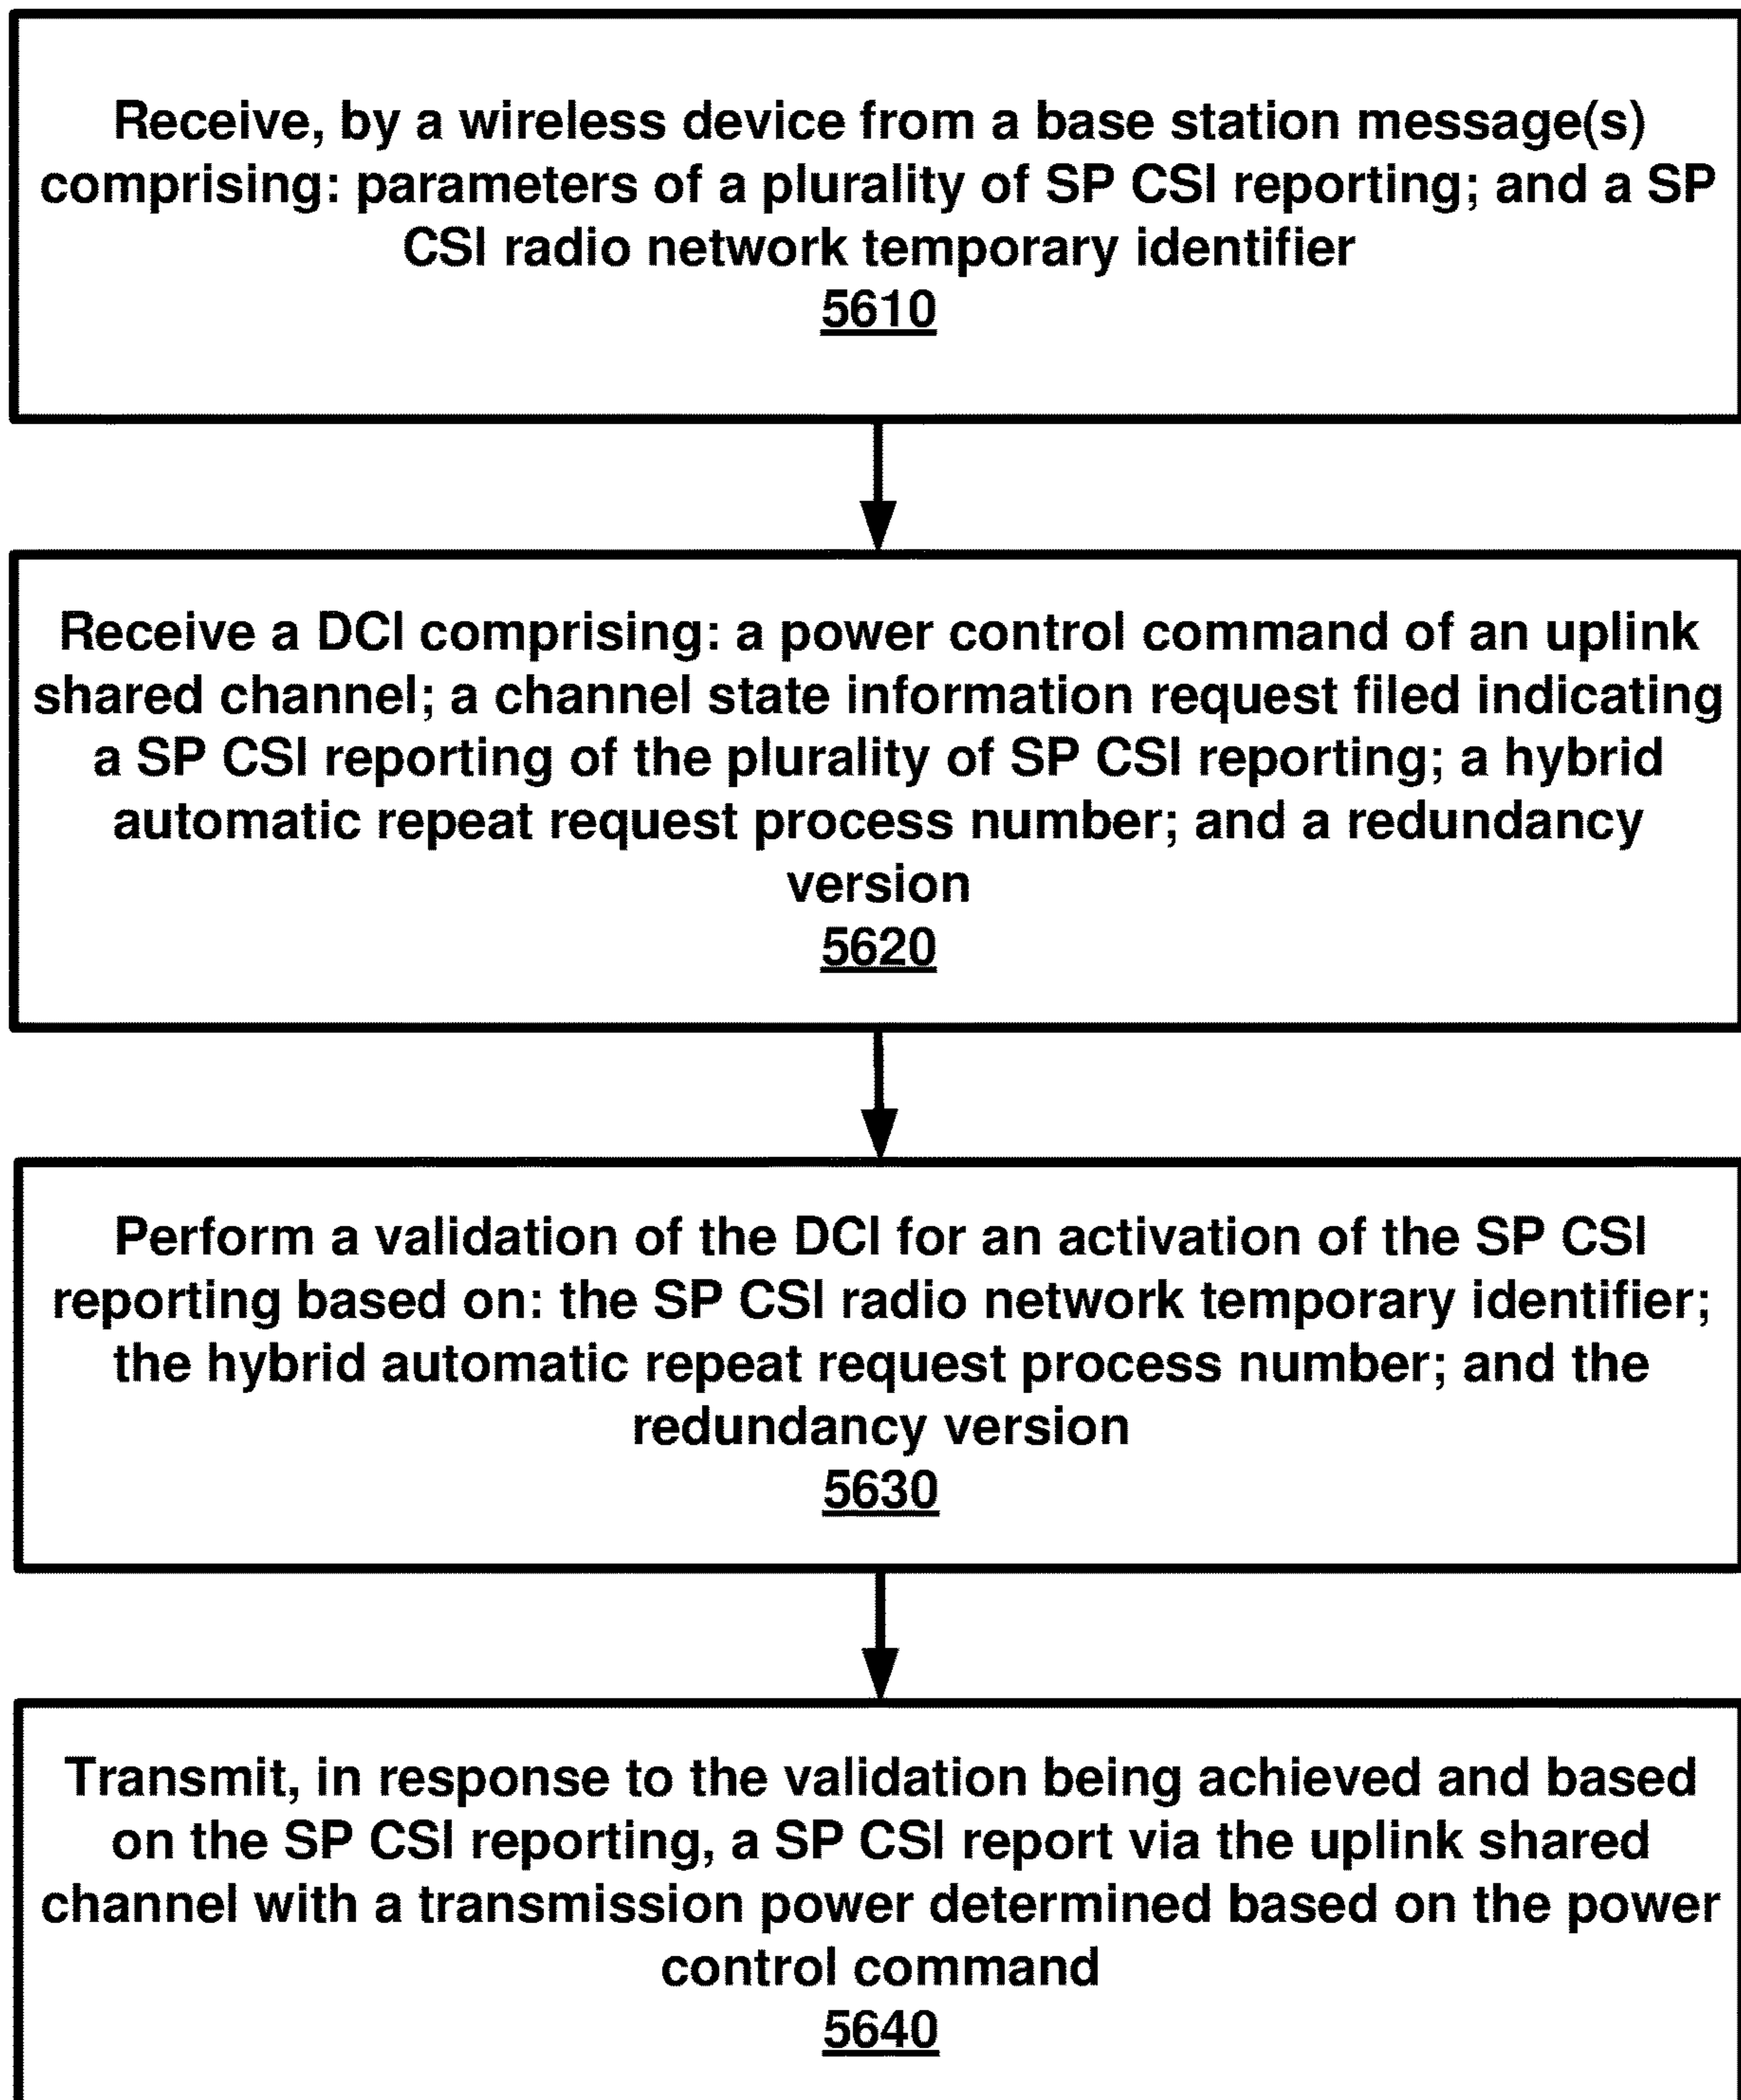 Receive, by a wireless device from a base station message(s)
comprising: parameters of a plurality of SP CSI reporting; and a SP
CSI radio network temporary identifier
5610
Receive a DCI comprising: a power control command of an uplink
shared channel; a channel state information request filed indicating
a SP CSI reporting of the plurality of SP CSI reporting; a hybrid
automatic repeat request process number; and a redundancy
version
5620
Perform a validation of the DCI for an activation of the SP CSI
reporting based on: the SP CSI radio network temporary identifier;
the hybrid automatic repeat request process number; and the
redundancy version
5630
Transmit, in response to the validation being achieved and based
on the SP CSI reporting, a SP CSI report via the uplink shared
channel with a transmission power determined based on the power
control command
5640